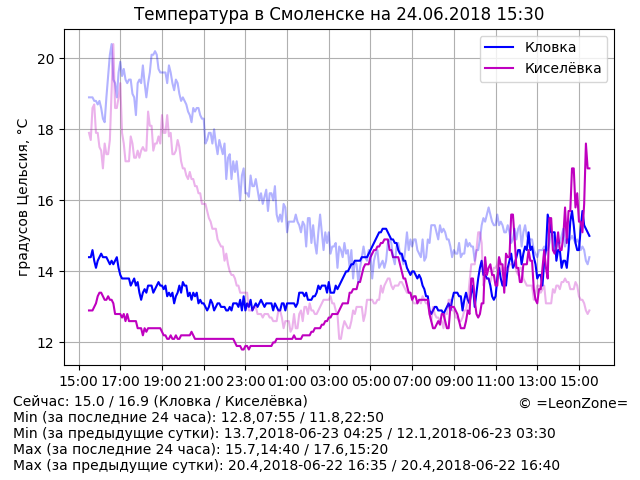 Температура в Смоленске на 24.06.2018 15:30
градусов Цельсия, °C
20
18
16
14
12
Кловка
Киселёвка
15:00 17:00 19:00 21:00 23:00 01:00 03:00 05:00 07:00 09:00 11:00 13:00 15:00
Сейчас: 15.0 / 16.9 (Кловка / Киселёвка)
© =LeonZone=
Min (за последние 24 часа): 12.8,07:55 / 11.8,22:50
Min (за предыдущие сутки): 13.7,2018-06-23 04:25 / 12.1,2018-06-23 03:30
Max (за последние 24 часа): 15.7,14:40 / 17.6,15:20
Max (за предыдущие сутки): 20.4,2018-06-22 16:35 / 20.4,2018-06-22 16:40